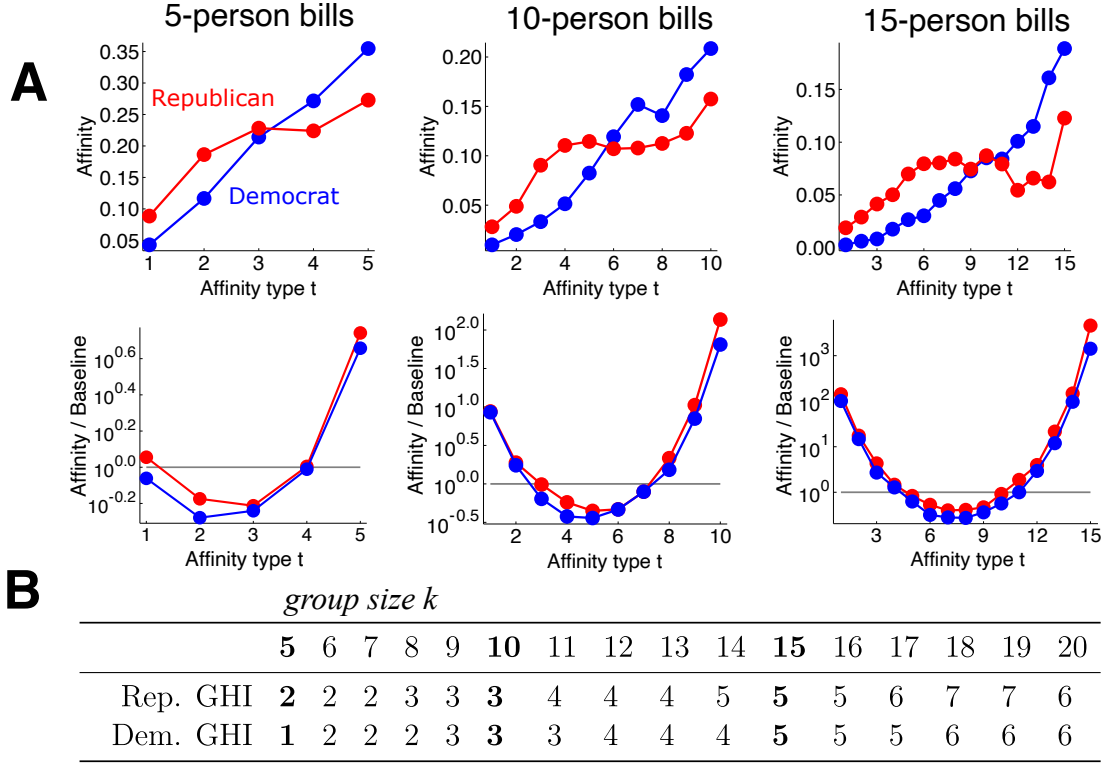 5-person bills 10-person bills 15-person bills
A
Affinity
0.35
0.30
0.25
0.20
0.15
0.10
0.05
Republican
Democrat
1 2 3 4 5
Affinity type t
Affinity
0.20
0.15
0.10
0.05
2 4 6 8 10
Affinity type t
Affinity
0.15
0.10
0.05
0.00
3 6 9 12 15
Affinity type t
Affinity / Baseline
10^0.6
10^0.4
10^0.2
10^0.0
10^-0.2
1 2 3 4 5
Affinity type t
Affinity / Baseline
10^2.0
10^1.5
10^1.0
10^0.5
10^0.0
10^-0.5
2 4 6 8 10
Affinity type t
Affinity / Baseline
10^3
10^2
10^1
10^0
3 6 9 12 15
Affinity type t
B
group size k
5 6 7 8 9 10 11 12 13 14 15 16 17 18 19 20
Rep. GHI 2 2 2 3 3 3 4 4 4 5 5 5 6 7 7 6
Dem. GHI 1 2 2 2 3 3 3 4 4 4 5 5 5 6 6 6